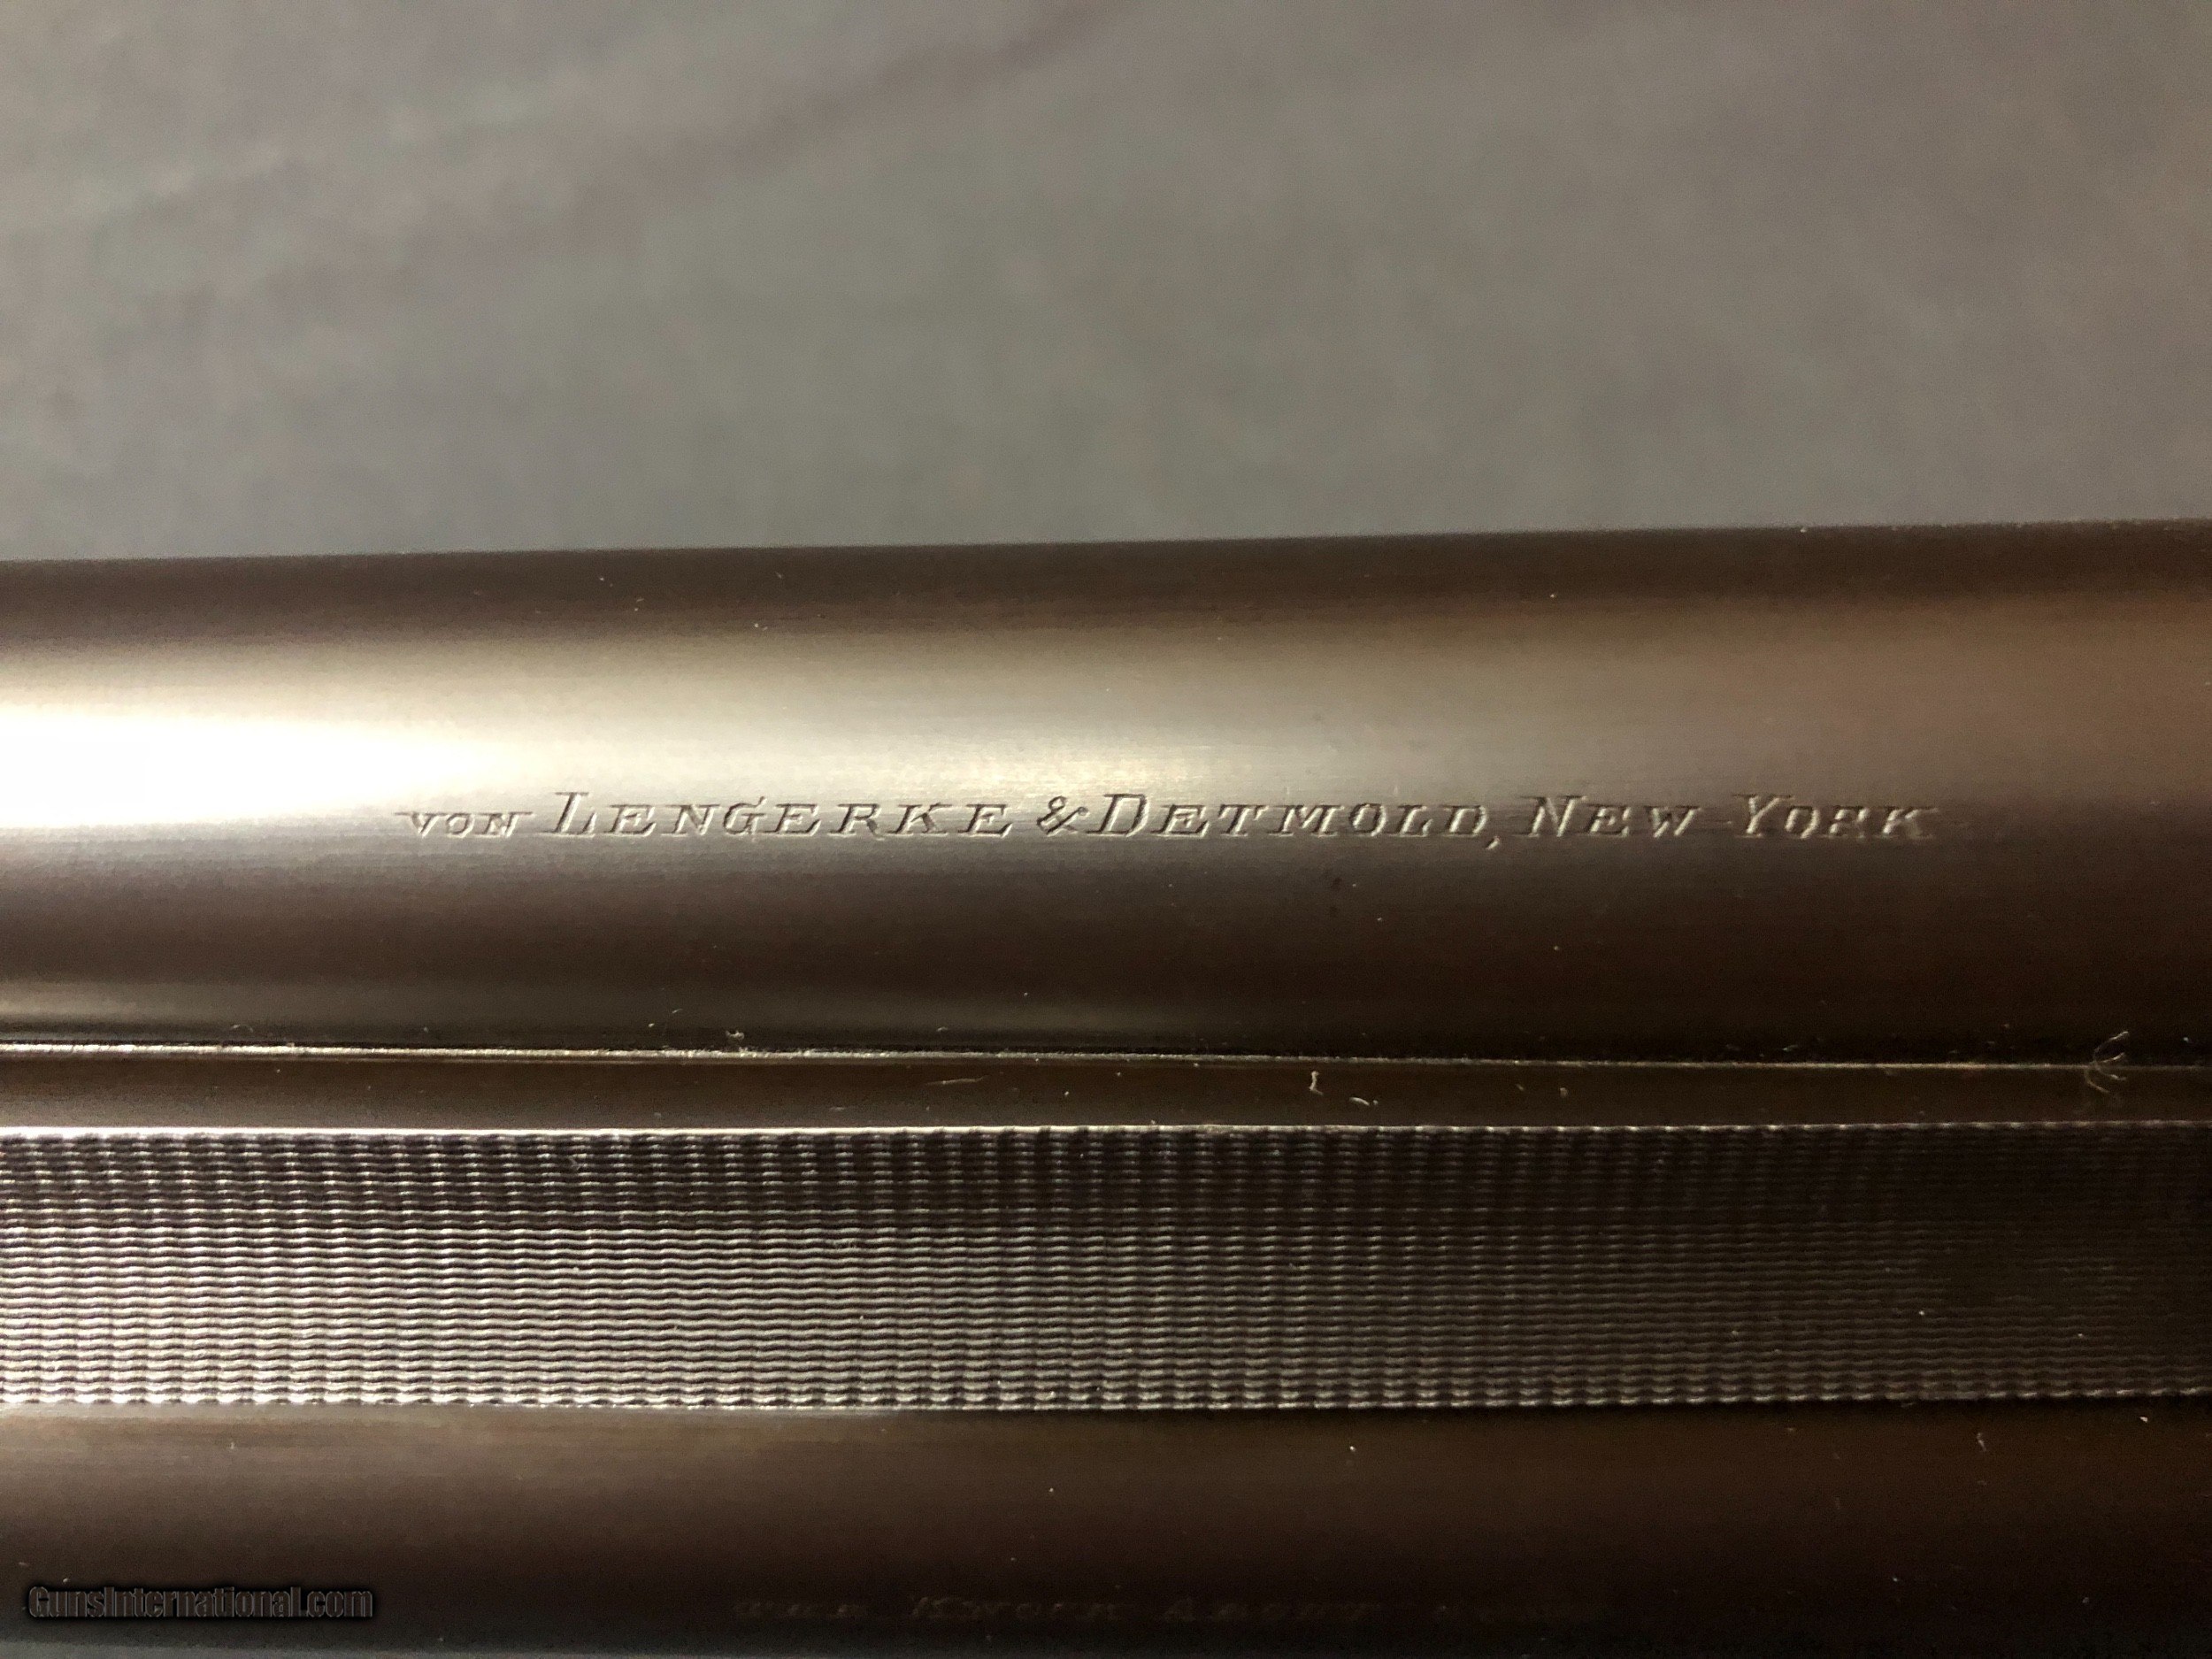 von Lengerke & Detmold, New York
GunsInternational.com